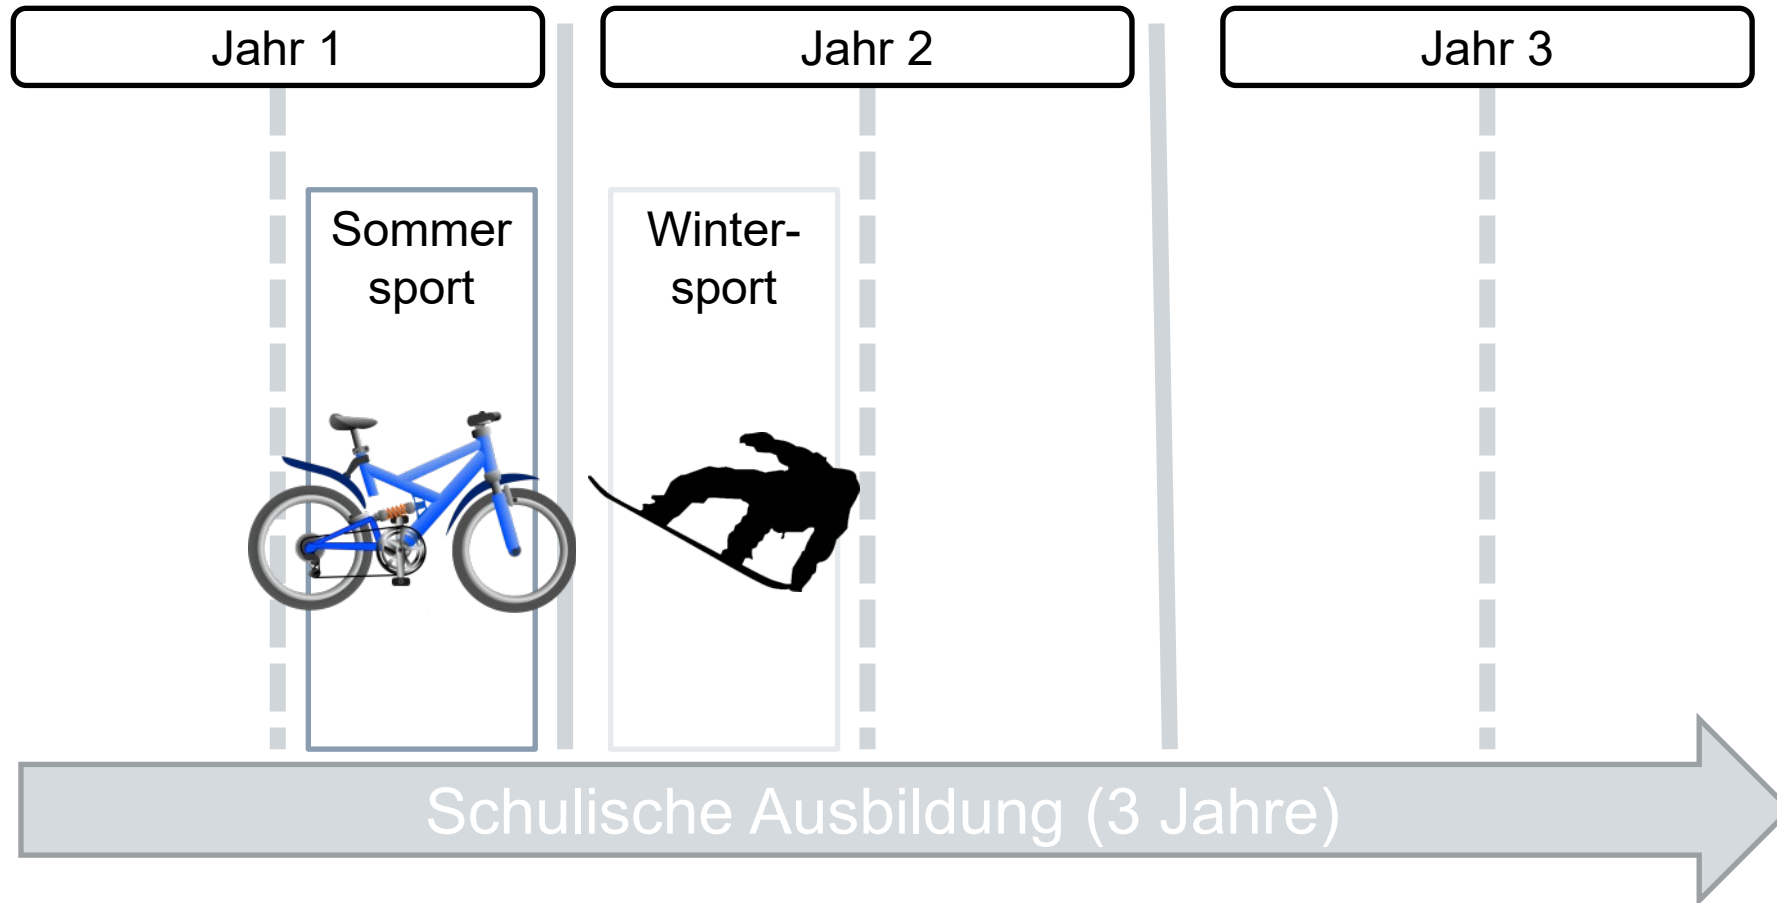 Jahr 1
Jahr 2
Jahr 3
Sommer
sport
Winter-
sport
Schulische Ausbildung (3 Jahre)